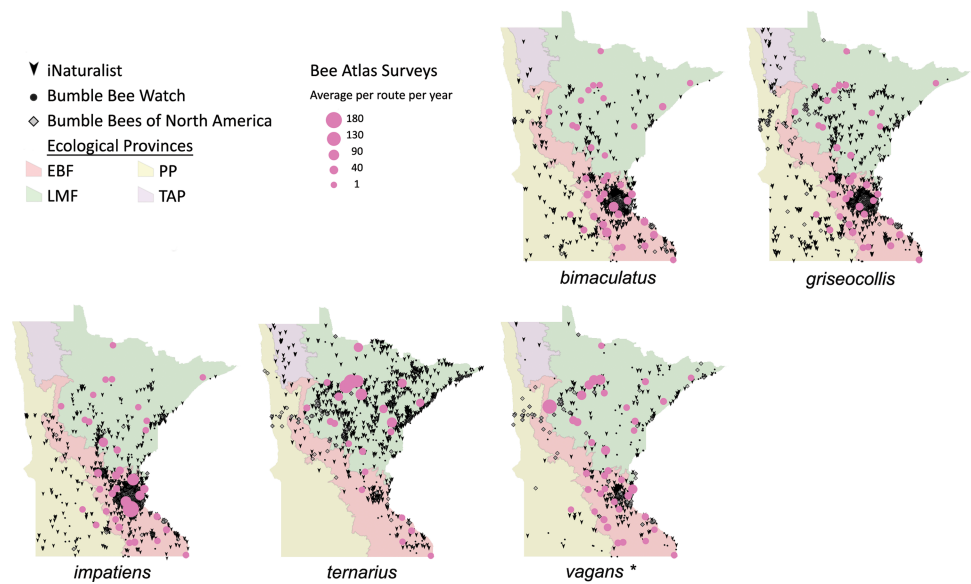 iNaturalist
Bumble Bee Watch
Bumble Bees of North America
Ecological Provinces
EBF PP
LMF TAP
Bee Atlas Surveys
Average per route per year
180
130
90
40
1
bimaculatus
griseocollis
impatiens
ternarius
vagans *